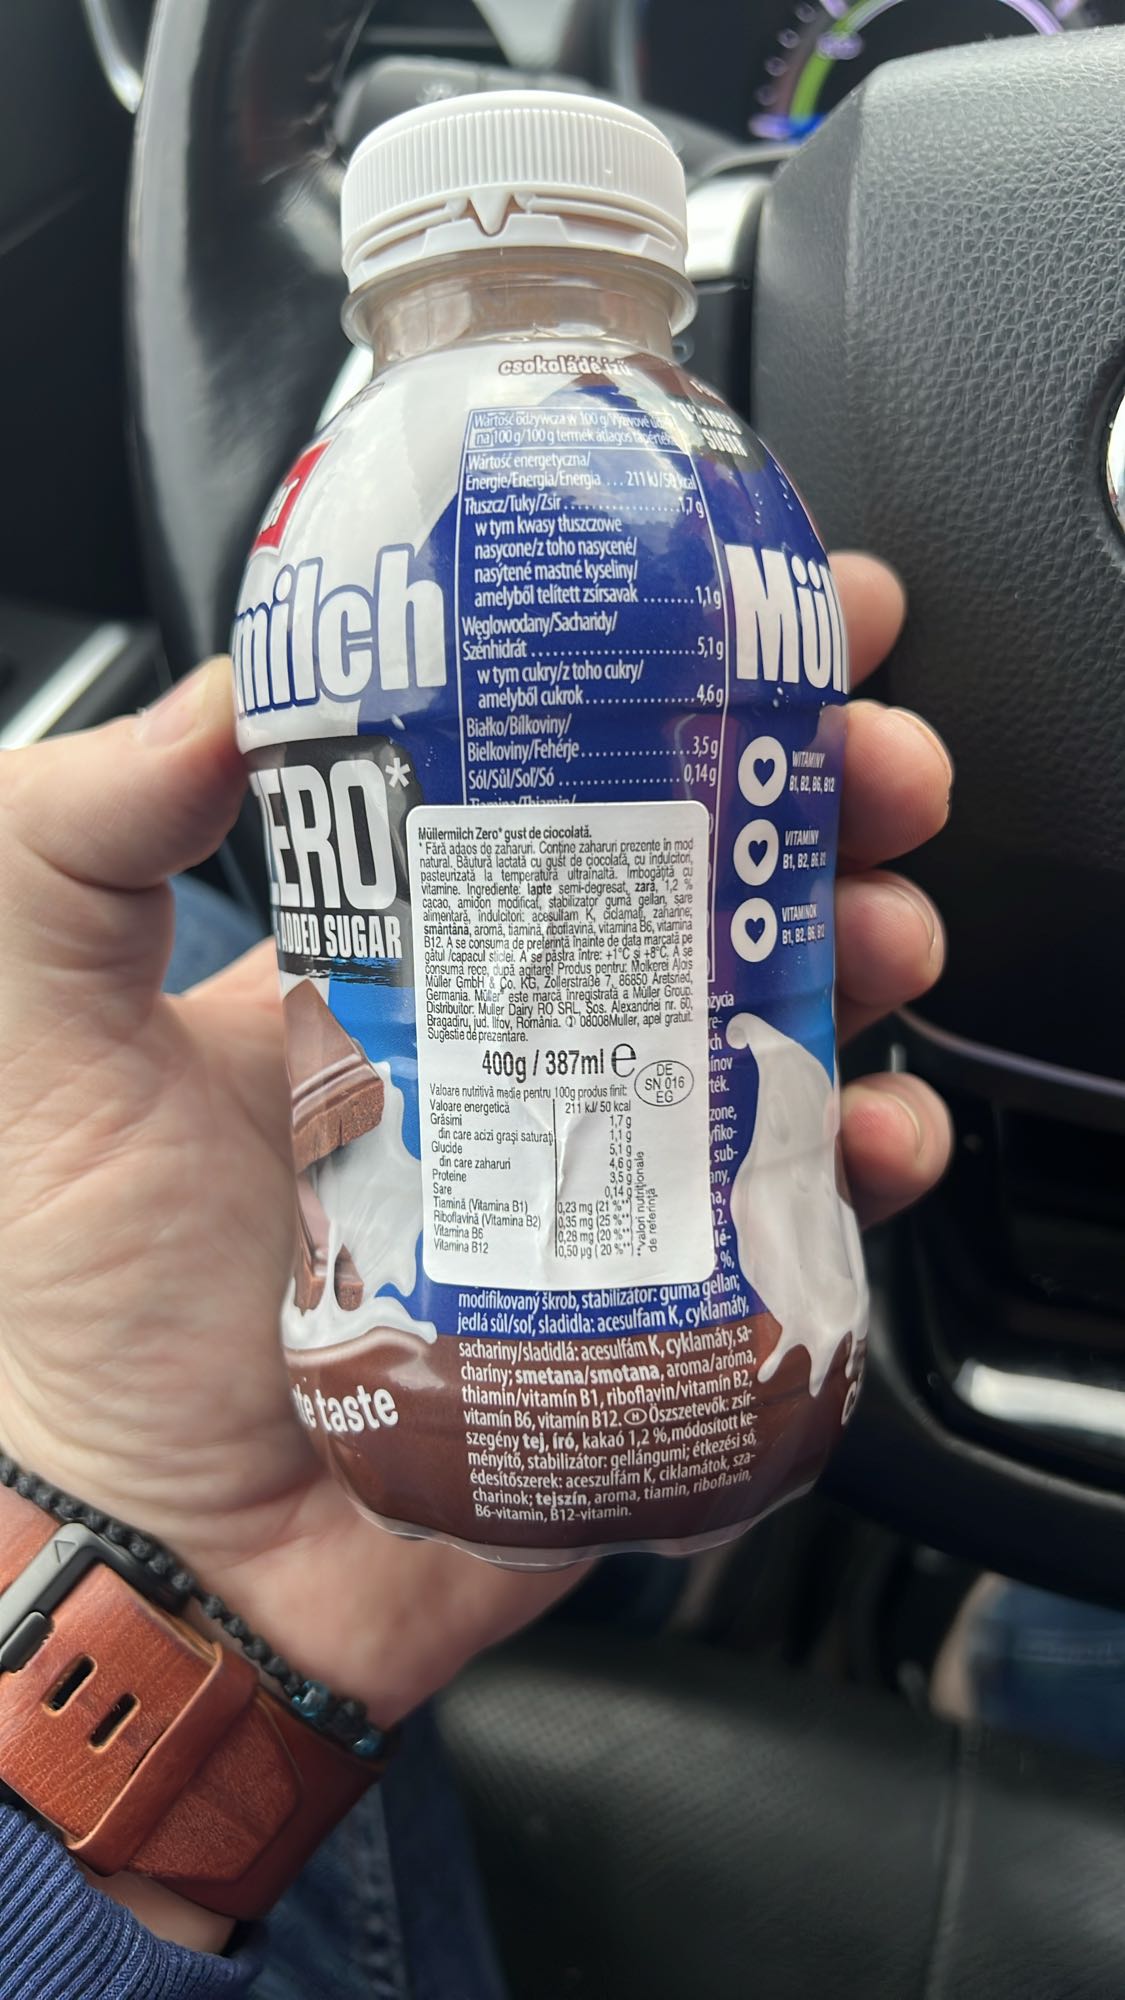 csokoládé ízű
Wartość odżywcza w 100 g/Výživové
na 100 g/100 g termék átlagos
Wartość energetyczna/
Energie/Energia/Energia ... 211 kJ/50 kcal
Tłuszcz/Tuky/Zsír ........ 1,7 g
w tym kwasy tłuszczowe
nasycone/z toho nasycené/
nasýtené mastné kyseliny/
amelyből telített zsírsavak ........ 1,1 g
Węglowodany/Sacharidy/
Szénhidrát ........ 5,1 g
w tym cukry/z toho cukry/
amelyből cukrok ........ 4,6 g
Białko/Bílkoviny/
Bielkoviny/Fehérje ........ 3,5 g
Sól/Sůl/Soľ/Só ........ 0,14 g
Tiamina/Thiamin/
ADDED
SUGAR
milch
Mül
ZERO*
ADDED SUGAR
WITAMINY
B1, B2, B6, B12
VITAMÍNY
B1, B2, B6, B12
VITAMINOK
B1, B2, B6, B12
Müllermilch Zero* gust de ciocolată.
* Fără adaos de zaharuri. Conține zaharuri prezente în mod
natural. Băutură lactată cu gust de ciocolată, cu îndulcitori,
pasteurizată la temperatură ultraînaltă. Îmbogățită cu
vitamine. Ingrediente: lapte semi-degresat, zară, 1,2 %
cacao, amidon modificat, stabilizator: gumă gellan, sare
alimentară, îndulcitori: acesulfam K, ciclamați, zaharine;
smântână, aromă, tiamină, riboflavină, vitamina B6, vitamina
B12. A se consuma de preferință înainte de data marcată pe
gâtul /capacul sticlei. A se păstra între: +1°C și +8°C. A se
consuma rece, după agitare! Produs pentru: Molkerei Alois
Müller GmbH & Co. KG, Zollerstraße 7, 86850 Aretsried,
Germania. Müller este marcă înregistrată a Müller Group.
Distribuitor: Muller Dairy RO SRL, Șos. Alexandriei nr. 60,
Bragadiru, jud. Ilfov, România. 08008Muller, apel gratuit.
Sugestie de prezentare.
400g / 387ml e
DE
SN 016
EG
Valoare nutritivă medie pentru 100g produs finit:
Valoare energetică 211 kJ/ 50 kcal
Grăsimi 1,7 g
din care acizi grași saturați 1,1 g
Glucide 5,1 g
din care zaharuri 4,6 g
Proteine 3,5 g
Sare 0,14 g
Tiamină (Vitamina B1) 0,23 mg (21 %**)
Riboflavină (Vitamina B2) 0,35 mg (25 %**)
Vitamina B6 0,28 mg (20 %**)
Vitamina B12 0,50 µg ( 20 %**)
**valori nutriționale
de referință
modifikovaný škrob, stabilizátor: guma gellan;
jedlá sůl/soľ, sladidla: acesulfam K, cyklamáty,
sachariny/sladidlá: acesulfám K, cyklamáty, sa-
charíny; smetana/smotana, aroma/aróma,
thiamin/vitamín B1, riboflavin/vitamín B2,
vitamín B6, vitamín B12. H Öszszetevők: zsír-
szegény tej, író, kakaó 1,2 %, módosított ke-
ményítő, stabilizátor: gellángumi; étkezési só,
édesítőszerek: aceszulfám K, ciklamátok, sza-
charinok; tejszín, aroma, tiamin, riboflavin,
B6-vitamin, B12-vitamin.
taste